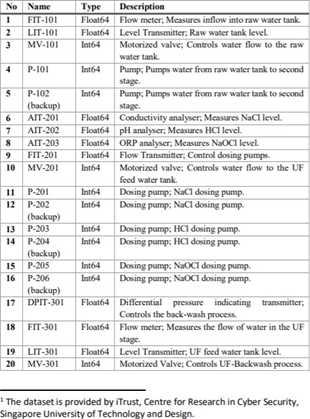 No Name Type Description
1 FIT-101 Float64 Flow meter; Measures inflow into raw water tank.
2 LIT-101 Float64 Level Transmitter; Raw water tank level.
3 MV-101 Int64 Motorized valve; Controls water flow to the raw
water tank.
4 P-101 Int64 Pump; Pumps water from raw water tank to second
stage.
5 P-102 Int64 Pump; Pumps water from raw water tank to second
(backup) stage.
6 AIT-201 Float64 Conductivity analyser; Measures NaCl level.
7 AIT-202 Float64 pH analyser; Measures HCl level.
8 AIT-203 Float64 ORP analyser; Measures NaOCl level.
9 FIT-201 Float64 Flow Transmitter; Control dosing pumps.
10 MV-201 Int64 Motorized valve; Controls water flow to the UF
feed water tank.
11 P-201 Int64 Dosing pump; NaCl dosing pump.
12 P-202 Int64 Dosing pump; NaCl dosing pump.
(backup)
13 P-203 Int64 Dosing pump; HCl dosing pump.
14 P-204 Int64 Dosing pump; HCl dosing pump.
(backup)
15 P-205 Int64 Dosing pump; NaOCl dosing pump.
16 P-206 Int64 Dosing pump; NaOCl dosing pump.
(backup)
17 DPIT-301 Float64 Differential pressure indicating transmitter;
Controls the back-wash process.
18 FIT-301 Float64 Flow meter; Measures the flow of water in the UF
stage.
19 LIT-301 Float64 Level Transmitter; UF feed water tank level.
20 MV-301 Int64 Motorized Valve; Controls UF-Backwash process.
1 The dataset is provided by iTrust, Centre for Research in Cyber Security,
Singapore University of Technology and Design.